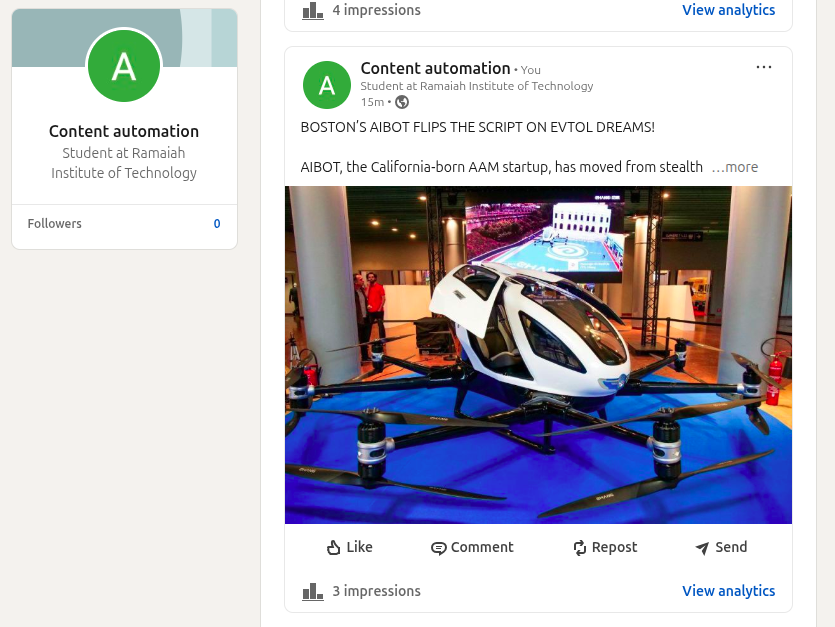 4 impressions
View analytics
A
Content automation
Student at Ramaiah
Institute of Technology
Followers
0
A
Content automation • You
Student at Ramaiah Institute of Technology
15m •
BOSTON’S AIBOT FLIPS THE SCRIPT ON EVTOL DREAMS!
AIBOT, the California-born AAM startup, has moved from stealth …more
Like
Comment
Repost
Send
3 impressions
View analytics